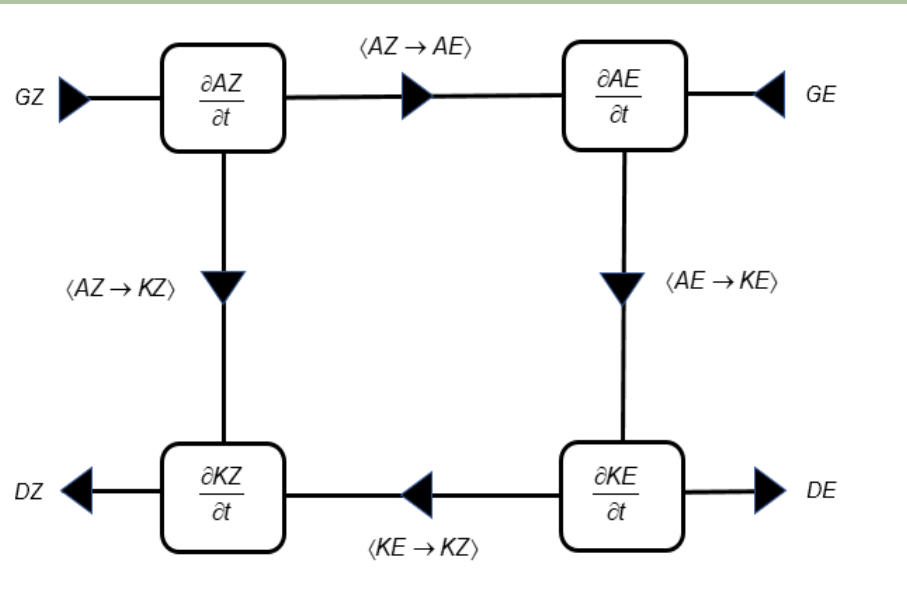 ⟨AZ → AE⟩
GZ
∂AZ
∂t
∂AE
∂t
GE
⟨AZ → KZ⟩
⟨AE → KE⟩
DZ
∂KZ
∂t
∂KE
∂t
DE
⟨KE → KZ⟩